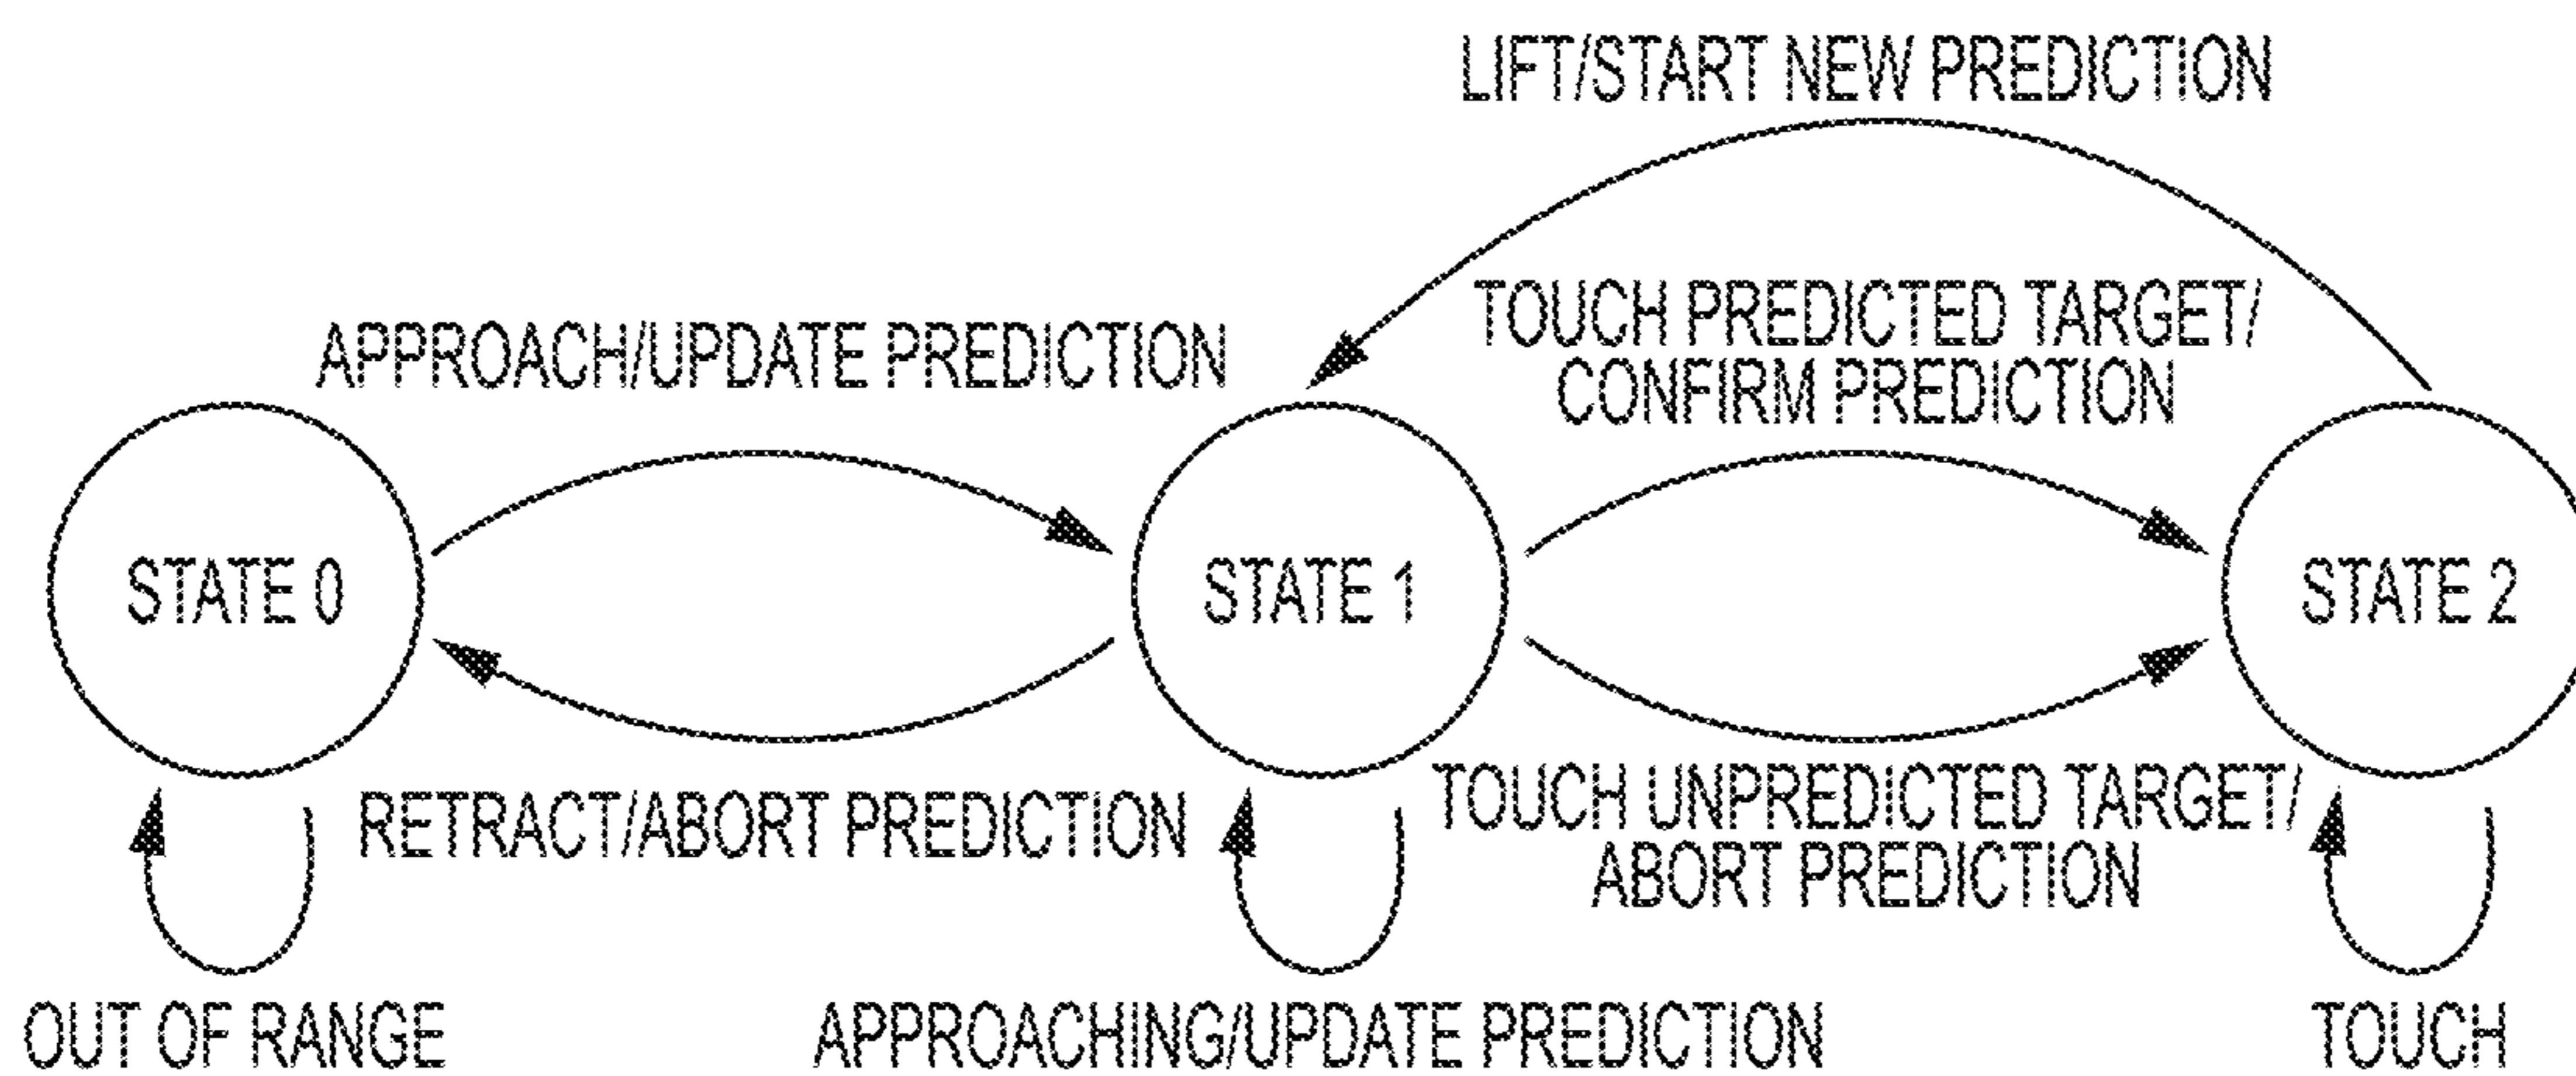 LIFT/START NEW PREDICTION
TOUCH PREDICTED TARGET/
CONFIRM PREDICTION
APPROACH/UPDATE PREDICTION
STATE 0
STATE 1
STATE 2
RETRACT/ABORT PREDICTION
TOUCH UNPREDICTED TARGET/
ABORT PREDICTION
OUT OF RANGE
APPROACHING/UPDATE PREDICTION
TOUCH